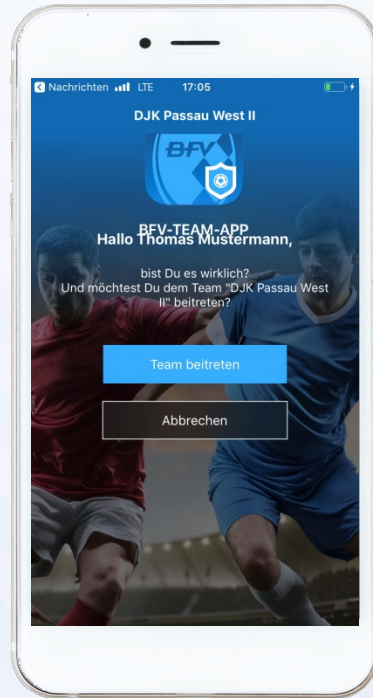 Nachrichten LTE 17:05
DJK Passau West II
BFV
BFV-TEAM-APP
Hallo Thomas Mustermann,
bist Du es wirklich?
Und möchtest Du dem Team "DJK Passau West
II" beitreten?
Team beitreten
Abbrechen